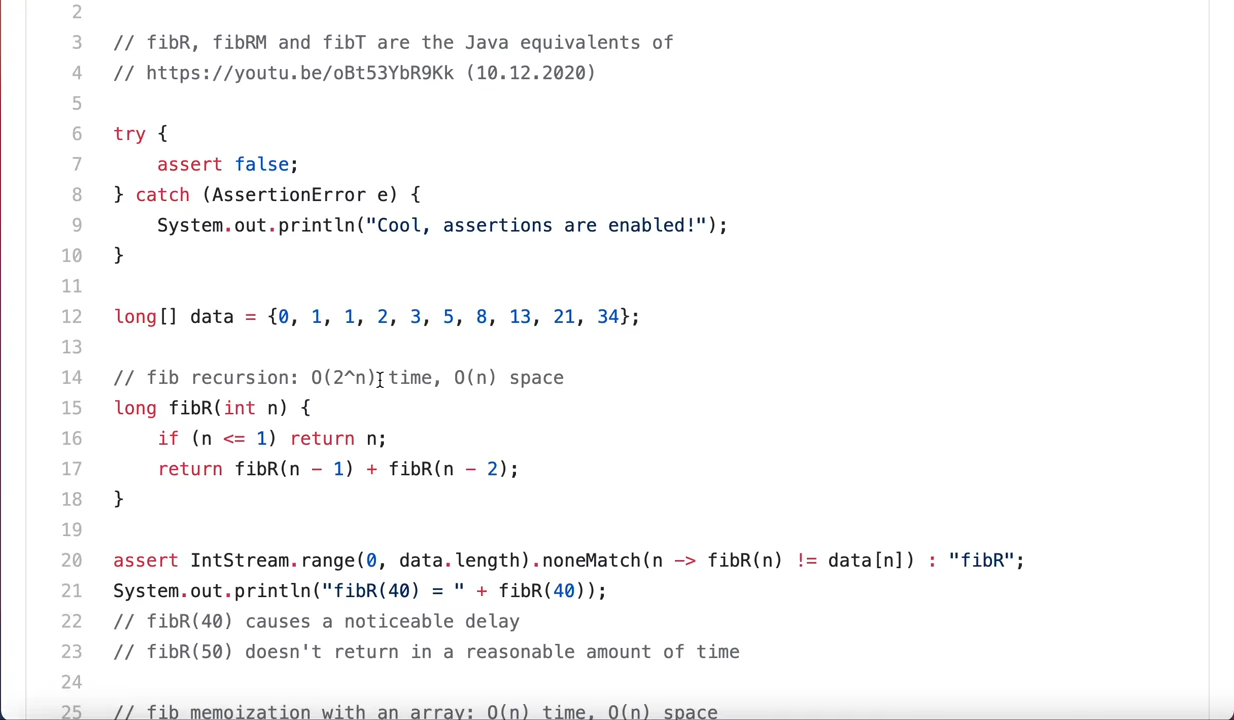 2
3 // fibR, fibRM and fibT are the Java equivalents of
4 // https://youtu.be/oBt53YbR9Kk (10.12.2020)
5
6 try {
7     assert false;
8 } catch (AssertionError e) {
9     System.out.println("Cool, assertions are enabled!");
10 }
11
12 long[] data = {0, 1, 1, 2, 3, 5, 8, 13, 21, 34};
13
14 // fib recursion: O(2^n) time, O(n) space
15 long fibR(int n) {
16     if (n <= 1) return n;
17     return fibR(n - 1) + fibR(n - 2);
18 }
19
20 assert IntStream.range(0, data.length).noneMatch(n -> fibR(n) != data[n]) : "fibR";
21 System.out.println("fibR(40) = " + fibR(40));
22 // fibR(40) causes a noticeable delay
23 // fibR(50) doesn't return in a reasonable amount of time
24
25 // fib memoization with an array: O(n) time, O(n) space